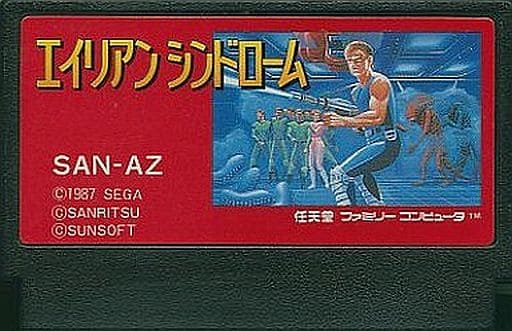 エイリアンシンドローム
SAN-AZ
©1987 SEGA
©SANRITSU
©SUNSOFT
任天堂 ファミリー コンピュータ™